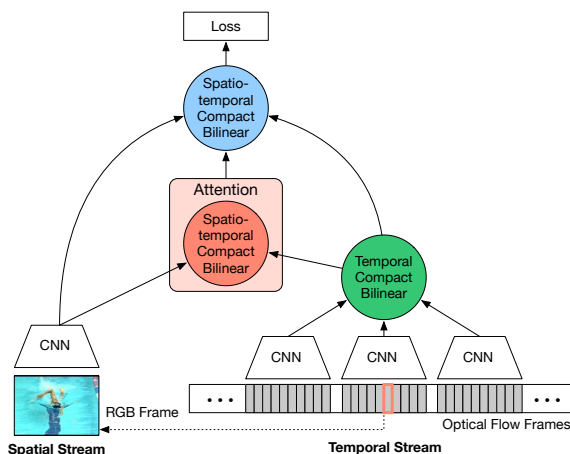 Loss
Spatio-
temporal
Compact
Bilinear
Attention
Spatio-
temporal
Compact
Bilinear
Temporal
Compact
Bilinear
CNN
CNN
CNN
CNN
RGB Frame
Optical Flow Frames
Spatial Stream
Temporal Stream